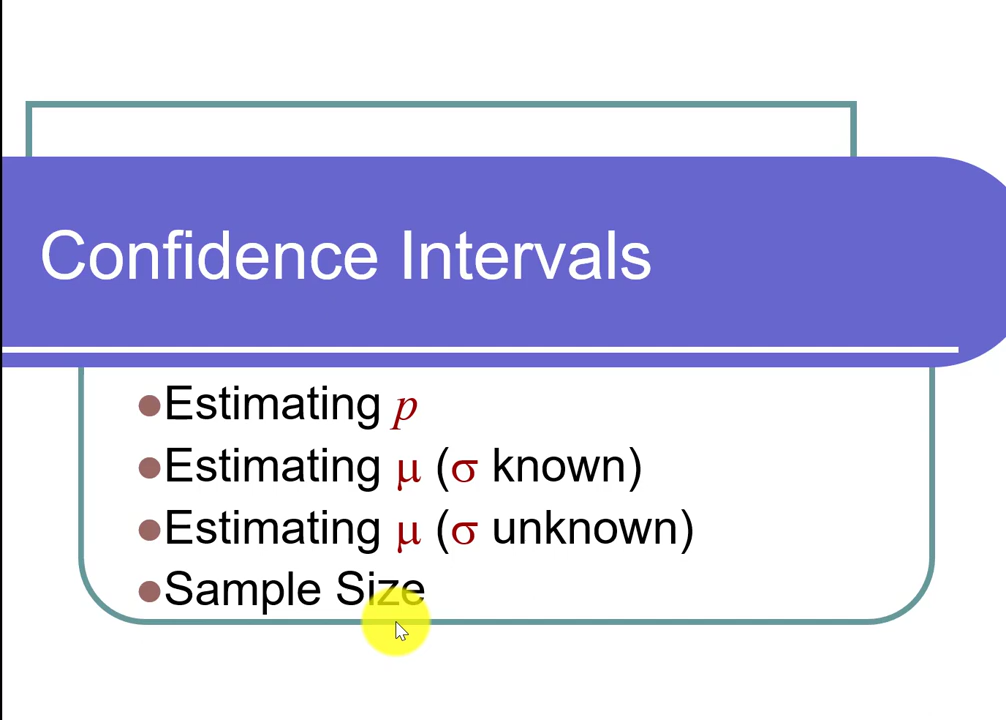 Confidence Intervals
●Estimating p
●Estimating μ (σ known)
●Estimating μ (σ unknown)
●Sample Size